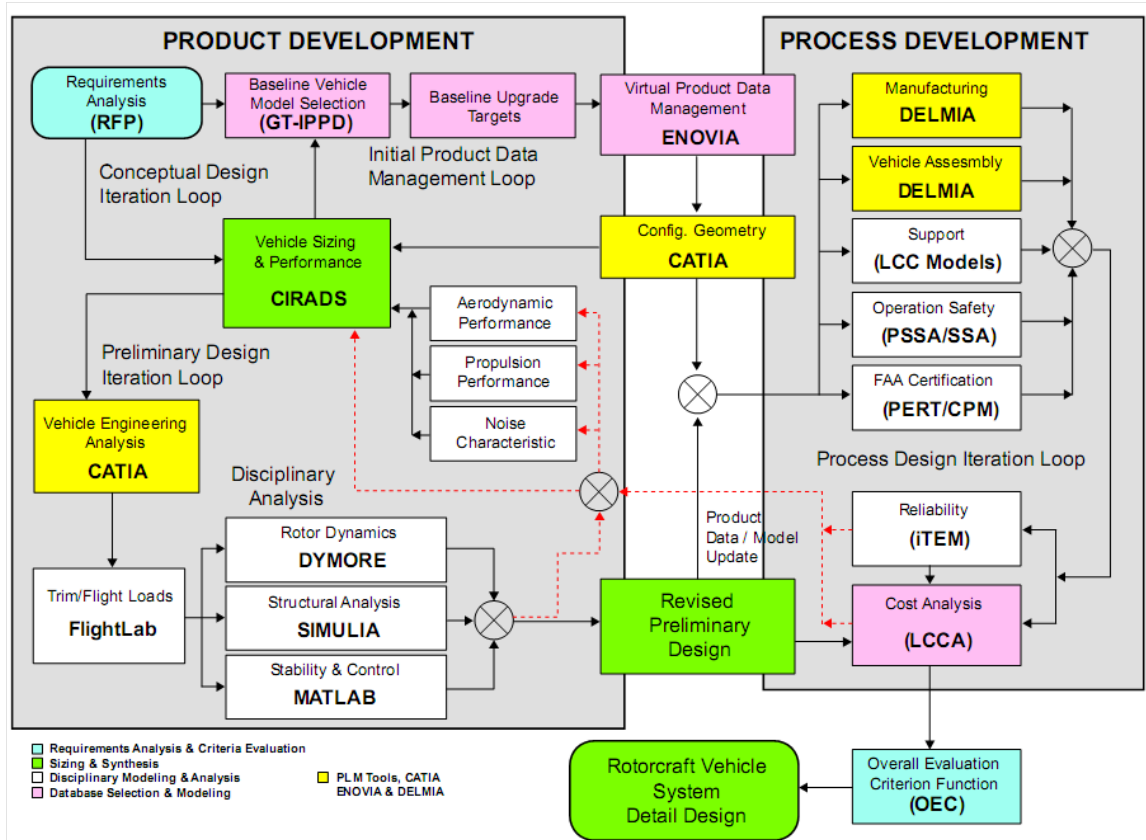 PRODUCT DEVELOPMENT
PROCESS DEVELOPMENT
Requirements
Analysis
(RFP)
Baseline Vehicle
Model Selection
(GT-IPPD)
Baseline Upgrade
Targets
Virtual Product Data
Management
ENOVIA
Manufacturing
DELMIA
Conceptual Design
Iteration Loop
Initial Product Data
Management Loop
Vehicle Assesmbly
DELMIA
Vehicle Sizing
& Performance
CIRADS
Config. Geometry
CATIA
Support
(LCC Models)
Aerodynamic
Performance
Operation Safety
(PSSA/SSA)
Preliminary Design
Iteration Loop
Propulsion
Performance
FAA Certification
(PERT/CPM)
Noise
Characteristic
Vehicle Engineering
Analysis
CATIA
Process Design Iteration Loop
Disciplinary
Analysis
Product
Data / Model
Update
Reliability
(iTEM)
Rotor Dynamics
DYMORE
Trim/Flight Loads
FlightLab
Structural Analysis
SIMULIA
Revised
Preliminary
Design
Cost Analysis
(LCCA)
Stability & Control
MATLAB
Requirements Analysis & Criteria Evaluation
Sizing & Synthesis
Disciplinary Modeling & Analysis
Database Selection & Modeling
PLM Tools, CATIA
ENOVIA & DELMIA
Rotorcraft Vehicle
System
Detail Design
Overall Evaluation
Criterion Function
(OEC)